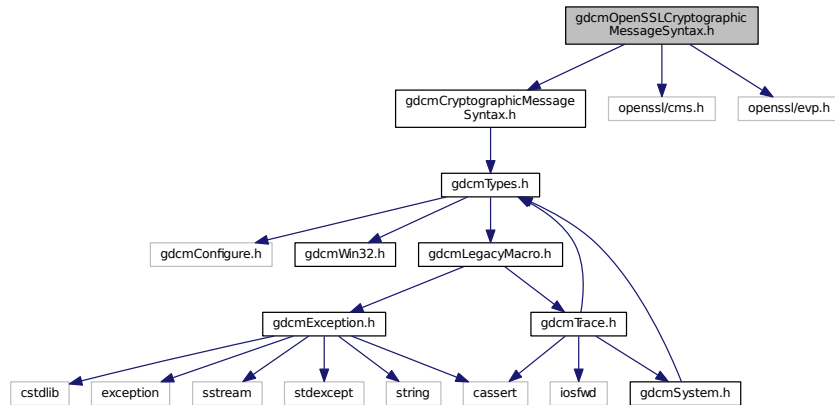 gdcmOpenSSLCryptographic
MessageSyntax.h
gdcmCryptographicMessage
Syntax.h
openssl/cms.h
openssl/evp.h
gdcmTypes.h
gdcmConfigure.h
gdcmWin32.h
gdcmLegacyMacro.h
gdcmException.h
gdcmTrace.h
cstdlib
exception
sstream
stdexcept
string
cassert
iosfwd
gdcmSystem.h